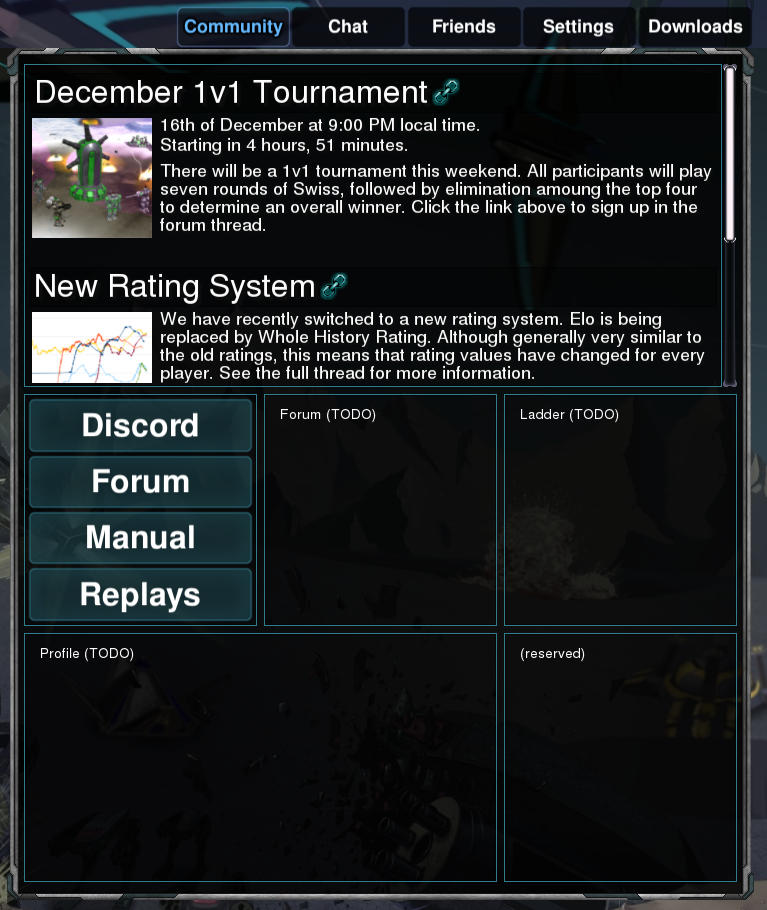 Community
Chat
Friends
Settings
Downloads
December 1v1 Tournament
16th of December at 9:00 PM local time.
Starting in 4 hours, 51 minutes.
There will be a 1v1 tournament this weekend. All participants will play
seven rounds of Swiss, followed by elimination amoung the top four
to determine an overall winner. Click the link above to sign up in the
forum thread.
New Rating System
We have recently switched to a new rating system. Elo is being
replaced by Whole History Rating. Although generally very similar to
the old ratings, this means that rating values have changed for every
player. See the full thread for more information.
Discord
Forum
Manual
Replays
Forum (TODO)
Ladder (TODO)
Profile (TODO)
(reserved)